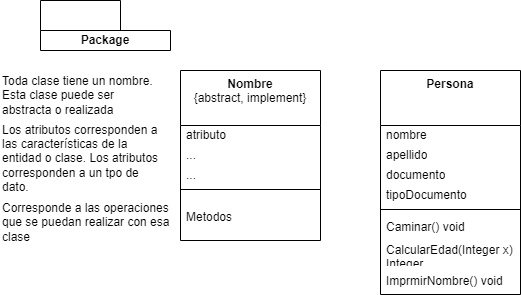 Package
Toda clase tiene un nombre.
Esta clase puede ser
abstracta o realizada
Los atributos corresponden a
las características de la
entidad o clase. Los atributos
corresponden a un tpo de
dato.
Corresponde a las operaciones
que se puedan realizar con esa
clase
Nombre
{abstract, implement}
atributo
...
...
Metodos
Persona
nombre
apellido
documento
tipoDocumento
Caminar() void
CalcularEdad(Integer x)
Integer
ImprmirNombre() void